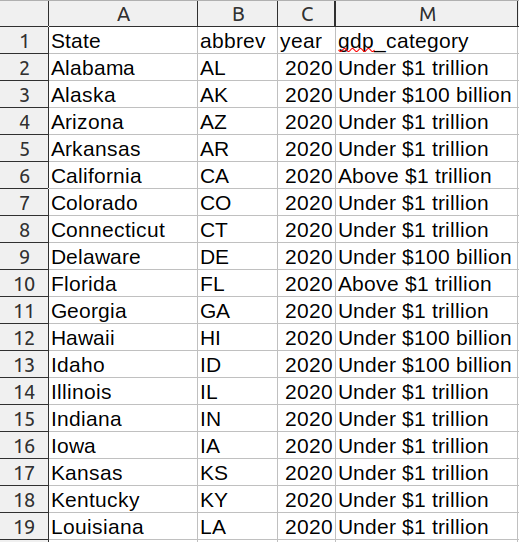 A B C M
1 State abbrev year gdp_category
2 Alabama AL 2020 Under $1 trillion
3 Alaska AK 2020 Under $100 billion
4 Arizona AZ 2020 Under $1 trillion
5 Arkansas AR 2020 Under $1 trillion
6 California CA 2020 Above $1 trillion
7 Colorado CO 2020 Under $1 trillion
8 Connecticut CT 2020 Under $1 trillion
9 Delaware DE 2020 Under $100 billion
10 Florida FL 2020 Above $1 trillion
11 Georgia GA 2020 Under $1 trillion
12 Hawaii HI 2020 Under $100 billion
13 Idaho ID 2020 Under $100 billion
14 Illinois IL 2020 Under $1 trillion
15 Indiana IN 2020 Under $1 trillion
16 Iowa IA 2020 Under $1 trillion
17 Kansas KS 2020 Under $1 trillion
18 Kentucky KY 2020 Under $1 trillion
19 Louisiana LA 2020 Under $1 trillion